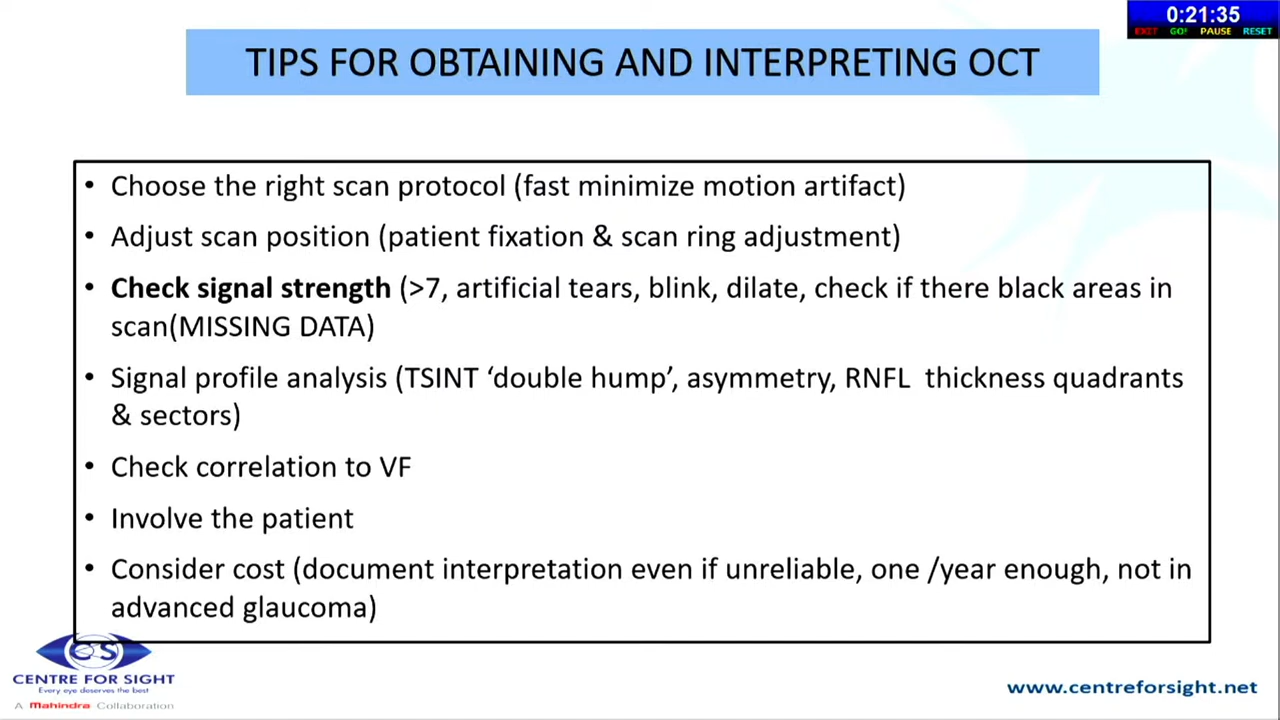 0:21:35
EXIT GO! PAUSE RESET
TIPS FOR OBTAINING AND INTERPRETING OCT
• Choose the right scan protocol (fast minimize motion artifact)
• Adjust scan position (patient fixation & scan ring adjustment)
• Check signal strength (>7, artificial tears, blink, dilate, check if there black areas in
scan(MISSING DATA)
• Signal profile analysis (TSINT ‘double hump’, asymmetry, RNFL thickness quadrants
& sectors)
• Check correlation to VF
• Involve the patient
• Consider cost (document interpretation even if unreliable, one /year enough, not in
advanced glaucoma)
CFS
CENTRE FOR SIGHT
Every eye deserves the best
A Mahindra Collaboration
www.centreforsight.net